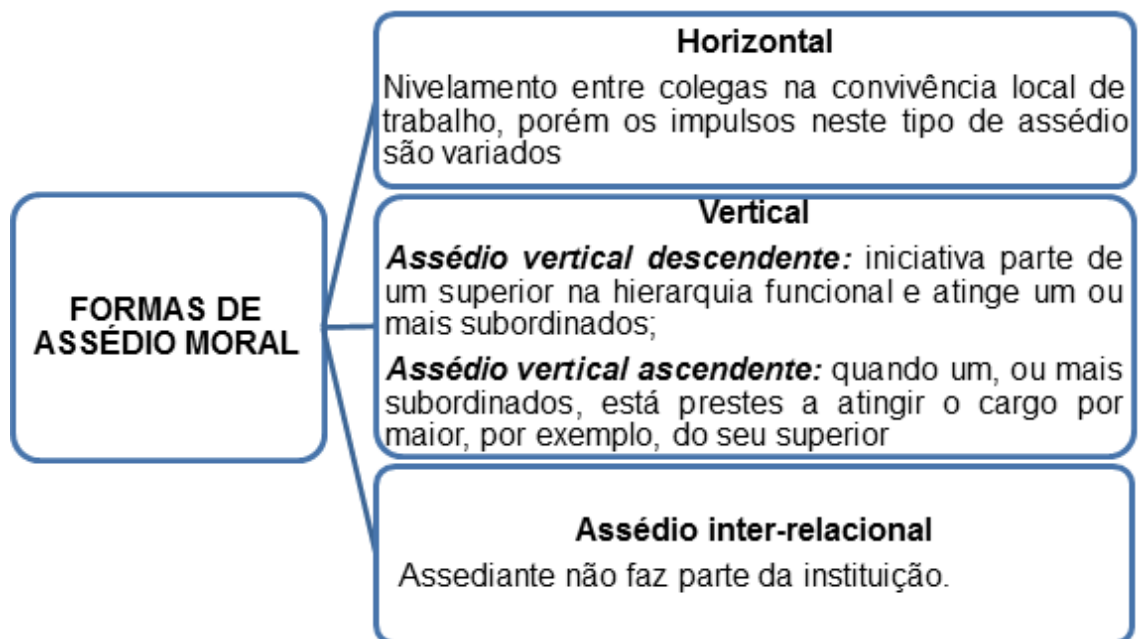 FORMAS DE
ASSÉDIO MORAL
Horizontal
Nivelamento entre colegas na convivência local de
trabalho, porém os impulsos neste tipo de assédio
são variados
Vertical
Assédio vertical descendente: iniciativa parte de
um superior na hierarquia funcional e atinge um ou
mais subordinados;
Assédio vertical ascendente: quando um, ou mais
subordinados, está prestes a atingir o cargo por
maior, por exemplo, do seu superior
Assédio inter-relacional
Assediante não faz parte da instituição.